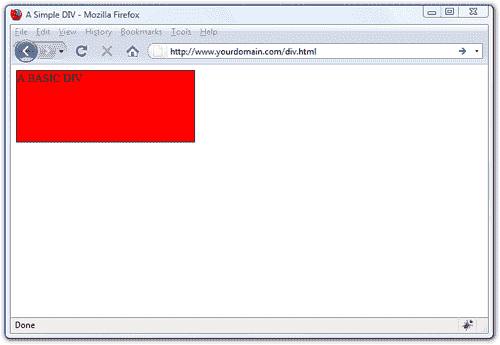 A Simple DIV - Mozilla Firefox
File Edit View History Bookmarks Tools Help
http://www.yourdomain.com/div.html
A BASIC DIV
Done